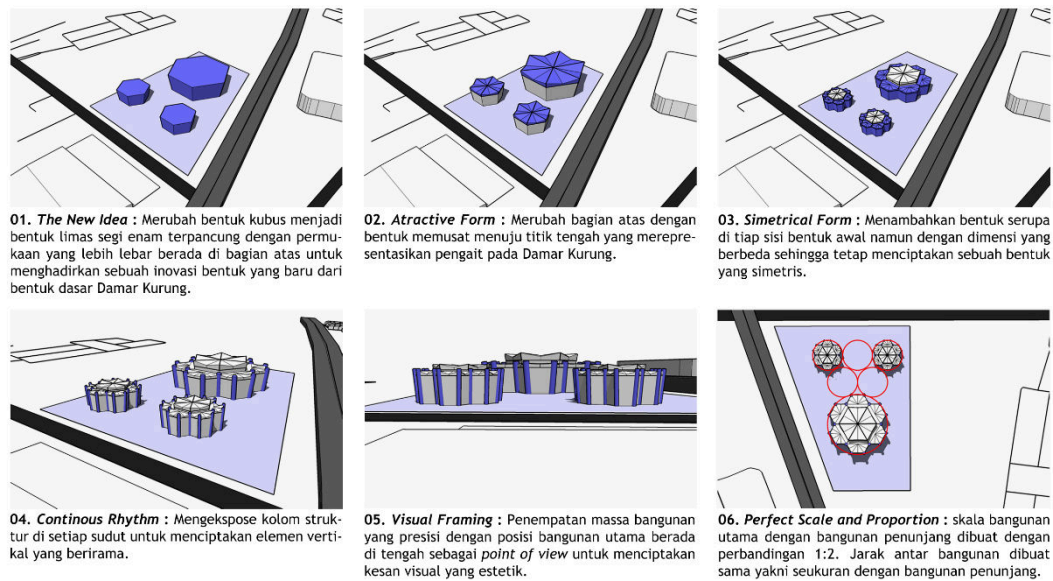 01. The New Idea : Merubah bentuk kubus menjadi
bentuk limas segi enam terpancung dengan permu-
kaan yang lebih lebar berada di bagian atas untuk
menghadirkan sebuah inovasi bentuk yang baru dari
bentuk dasar Damar Kurung.
02. Atractive Form : Merubah bagian atas dengan
bentuk memusat menuju titik tengah yang merepre-
sentasikan pengait pada Damar Kurung.
03. Simetrical Form : Menambahkan bentuk serupa
di tiap sisi bentuk awal namun dengan dimensi yang
berbeda sehingga tetap menciptakan sebuah bentuk
yang simetris.
04. Continous Rhythm : Mengekspose kolom struk-
tur di setiap sudut untuk menciptakan elemen verti-
kal yang berirama.
05. Visual Framing : Penempatan massa bangunan
yang presisi dengan posisi bangunan utama berada
di tengah sebagai point of view untuk menciptakan
kesan visual yang estetik.
06. Perfect Scale and Proportion : skala bangunan
utama dengan bangunan penunjang dibuat dengan
perbandingan 1:2. Jarak antar bangunan dibuat
sama yakni seukuran dengan bangunan penunjang.